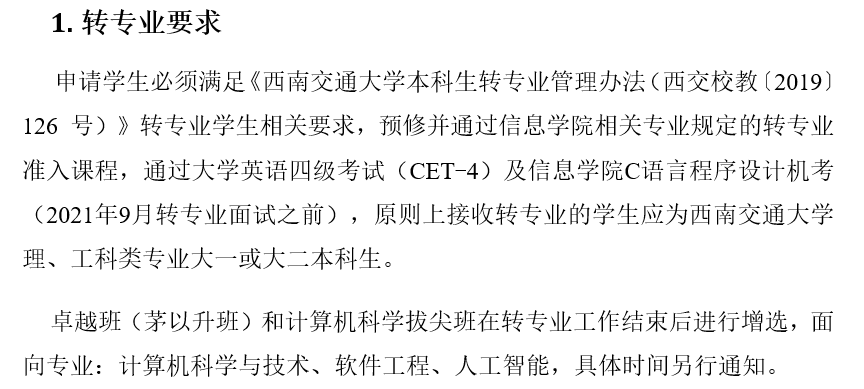 1. 转专业要求
申请学生必须满足《西南交通大学本科生转专业管理办法（西交校教〔2019〕
126 号）》转专业学生相关要求，预修并通过信息学院相关专业规定的转专业
准入课程，通过大学英语四级考试（CET-4）及信息学院C语言程序设计机考
（2021年9月转专业面试之前），原则上接收转专业的学生应为西南交通大学
理、工科类专业大一或大二本科生。
卓越班（茅以升班）和计算机科学拔尖班在转专业工作结束后进行增选，面
向专业：计算机科学与技术、软件工程、人工智能，具体时间另行通知。